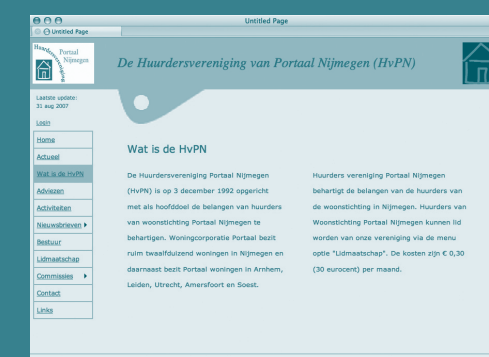 Untitled Page
Untitled Page
Huurdersvereniging
Portaal
Nijmegen
De Huurdersvereniging van Portaal Nijmegen (HvPN)
Laatste update:
31 aug 2007
Login
Home
Actueel
Wat is de HvPN
Adviezen
Activiteiten
Nieuwsbrieven
Bestuur
Lidmaatschap
Commissies
Contact
Links
Wat is de HvPN
De Huurdersvereniging Portaal Nijmegen
(HvPN) is op 3 december 1992 opgericht
met als hoofddoel de belangen van huurders
van woonstichting Portaal Nijmegen te
behartigen. Woningcorporatie Portaal bezit
ruim twaalfduizend woningen in Nijmegen en
daarnaast bezit Portaal woningen in Arnhem,
Leiden, Utrecht, Amersfoort en Soest.
Huurders vereniging Portaal Nijmegen
behartigt de belangen van de huurders van
de woonstichting in Nijmegen. Huurders van
Woonstichting Portaal Nijmegen kunnen lid
worden van onze vereniging via de menu
optie "Lidmaatschap". De kosten zijn € 0,30
(30 eurocent) per maand.